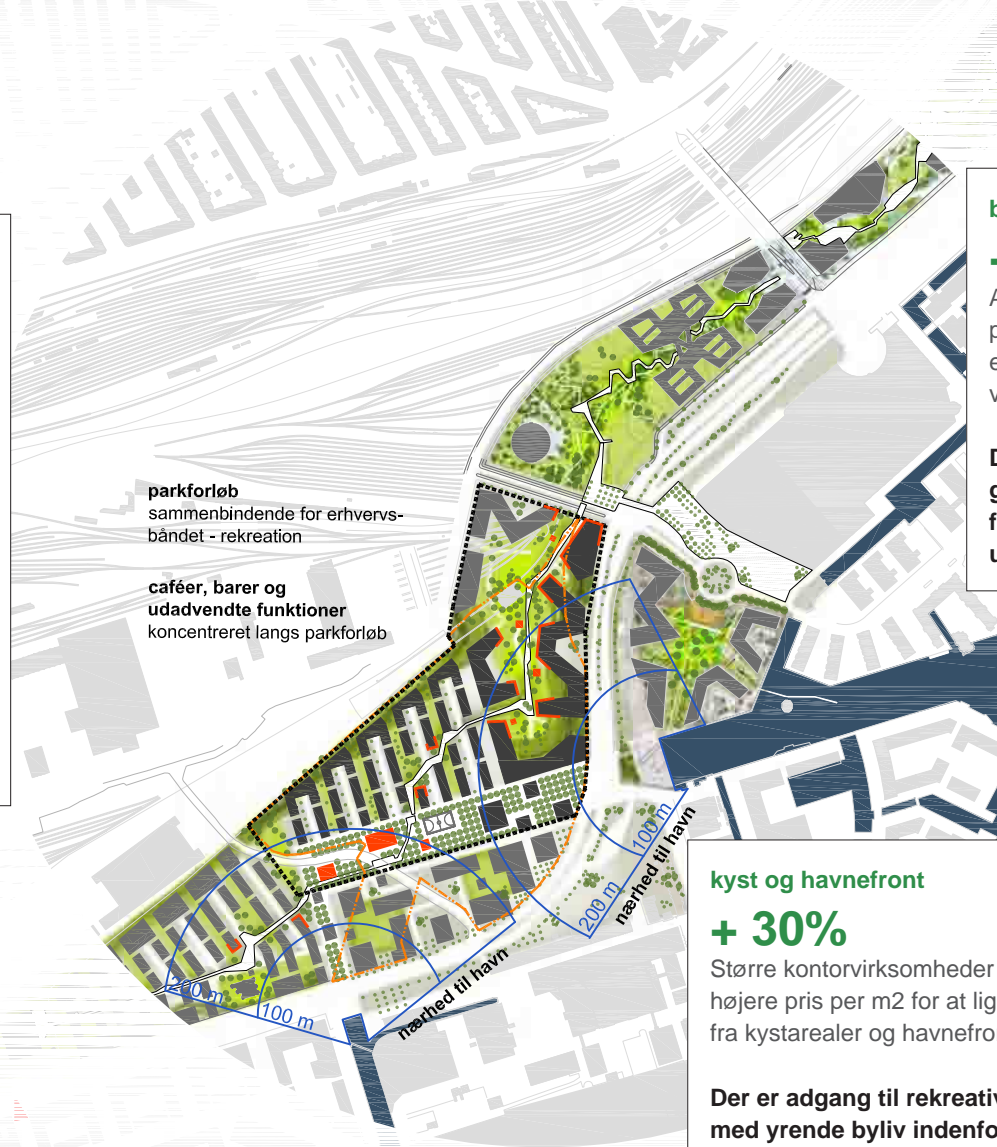 parkforløb
sammenbindende for erhvervs-
båndet - rekreation
caféer, barer og
udadvendte funktioner
koncentreret langs parkforløb
100 m
200 m
nærhed til havn
200 m
100 m
nærhed til havn
kyst og havnefront
+ 30%
Større kontorvirksomheder
højere pris per m2 for at lig
fra kystarealer og havnefro
Der er adgang til rekreativ
med yrende byliv indenfo